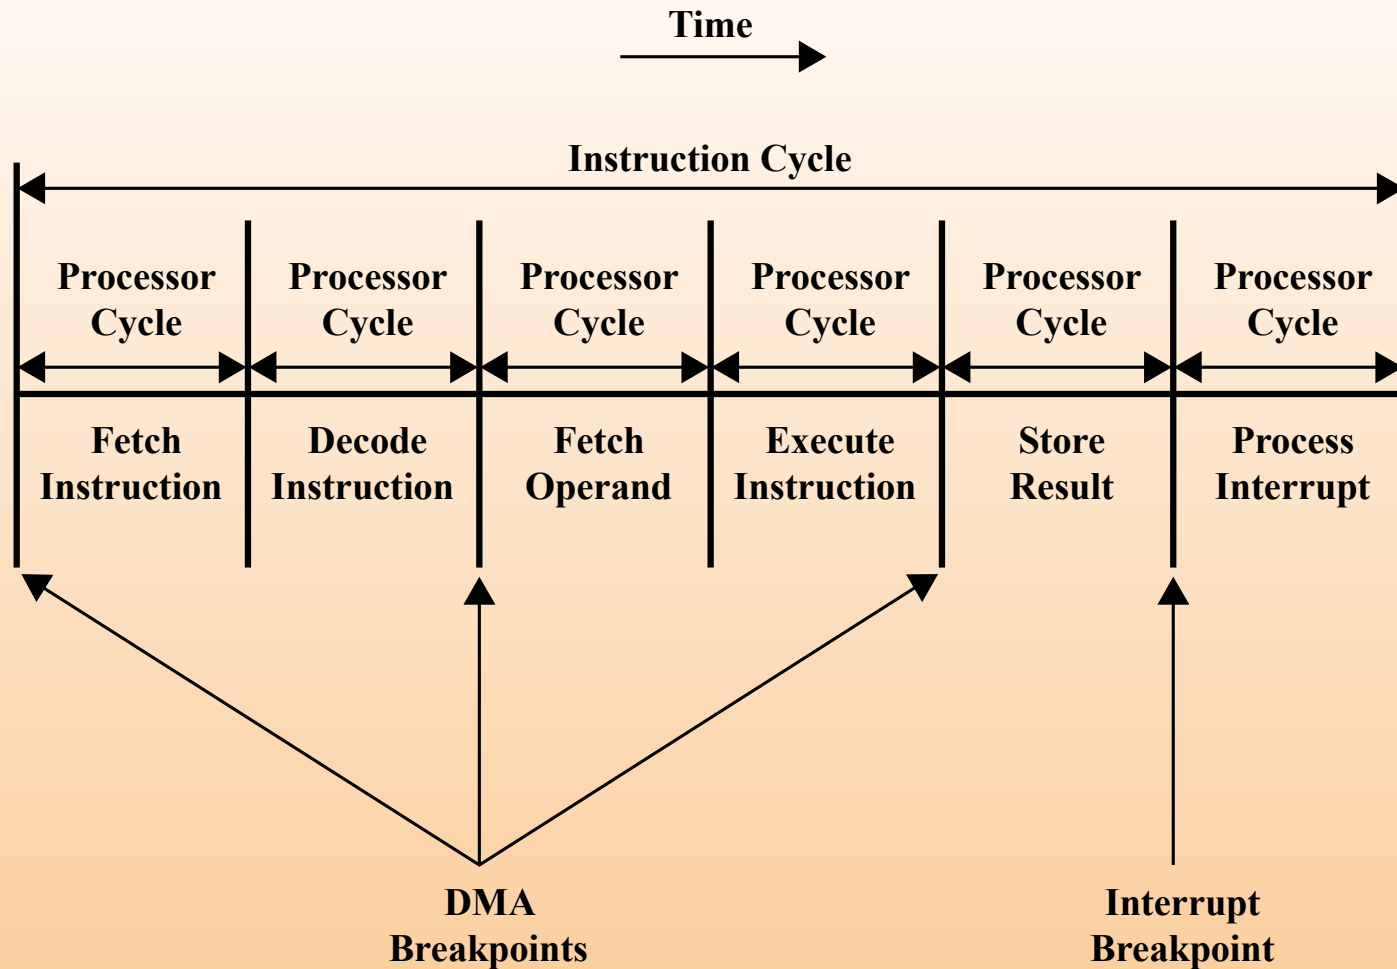 Time
Instruction Cycle
Processor
Cycle
Processor
Cycle
Processor
Cycle
Processor
Cycle
Processor
Cycle
Processor
Cycle
Fetch
Instruction
Decode
Instruction
Fetch
Operand
Execute
Instruction
Store
Result
Process
Interrupt
DMA
Breakpoints
Interrupt
Breakpoint